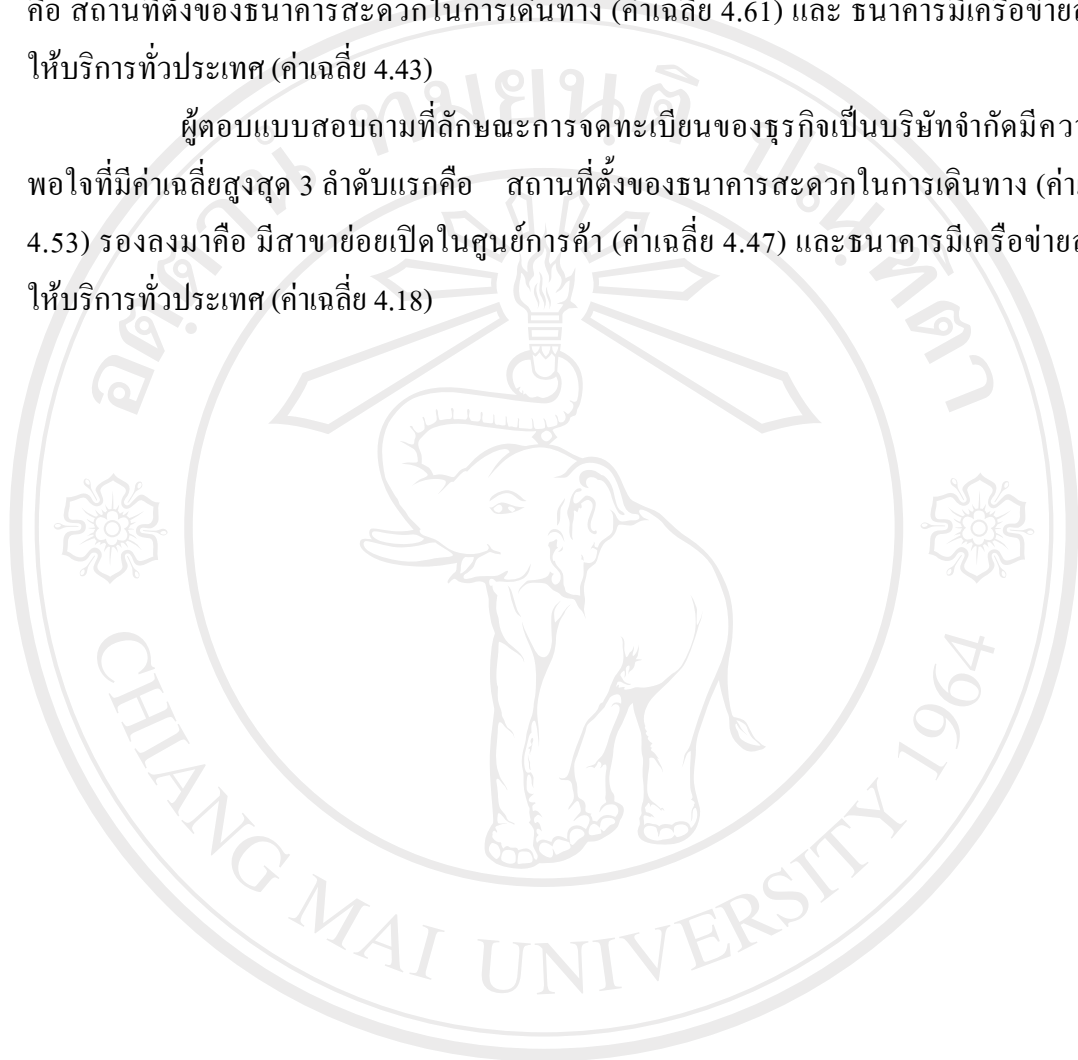 คือ สถานที่ตั้งของธนาคารสะดวกในการเดินทาง (ค่าเฉลี่ย 4.61) และ ธนาคารมีเครือข่าย
ให้บริการทั่วประเทศ (ค่าเฉลี่ย 4.43)
ผู้ตอบแบบสอบถามที่ลักษณะการจดทะเบียนของธุรกิจเป็นบริษัทจำกัดมี
พอใจที่มีค่าเฉลี่ยสูงสุด 3 ลำดับแรกคือ สถานที่ตั้งของธนาคารสะดวกในการเดินทาง
4.53) รองลงมาคือ มีสาขาย่อยเปิดในศูนย์การค้า (ค่าเฉลี่ย 4.47) และธนาคารมีเครือข่าย
ให้บริการทั่วประเทศ (ค่าเฉลี่ย 4.18)
อตฺตานํ ทมยนฺติ ปณฺฑิตา
CHIANG MAI UNIVERSITY 1964